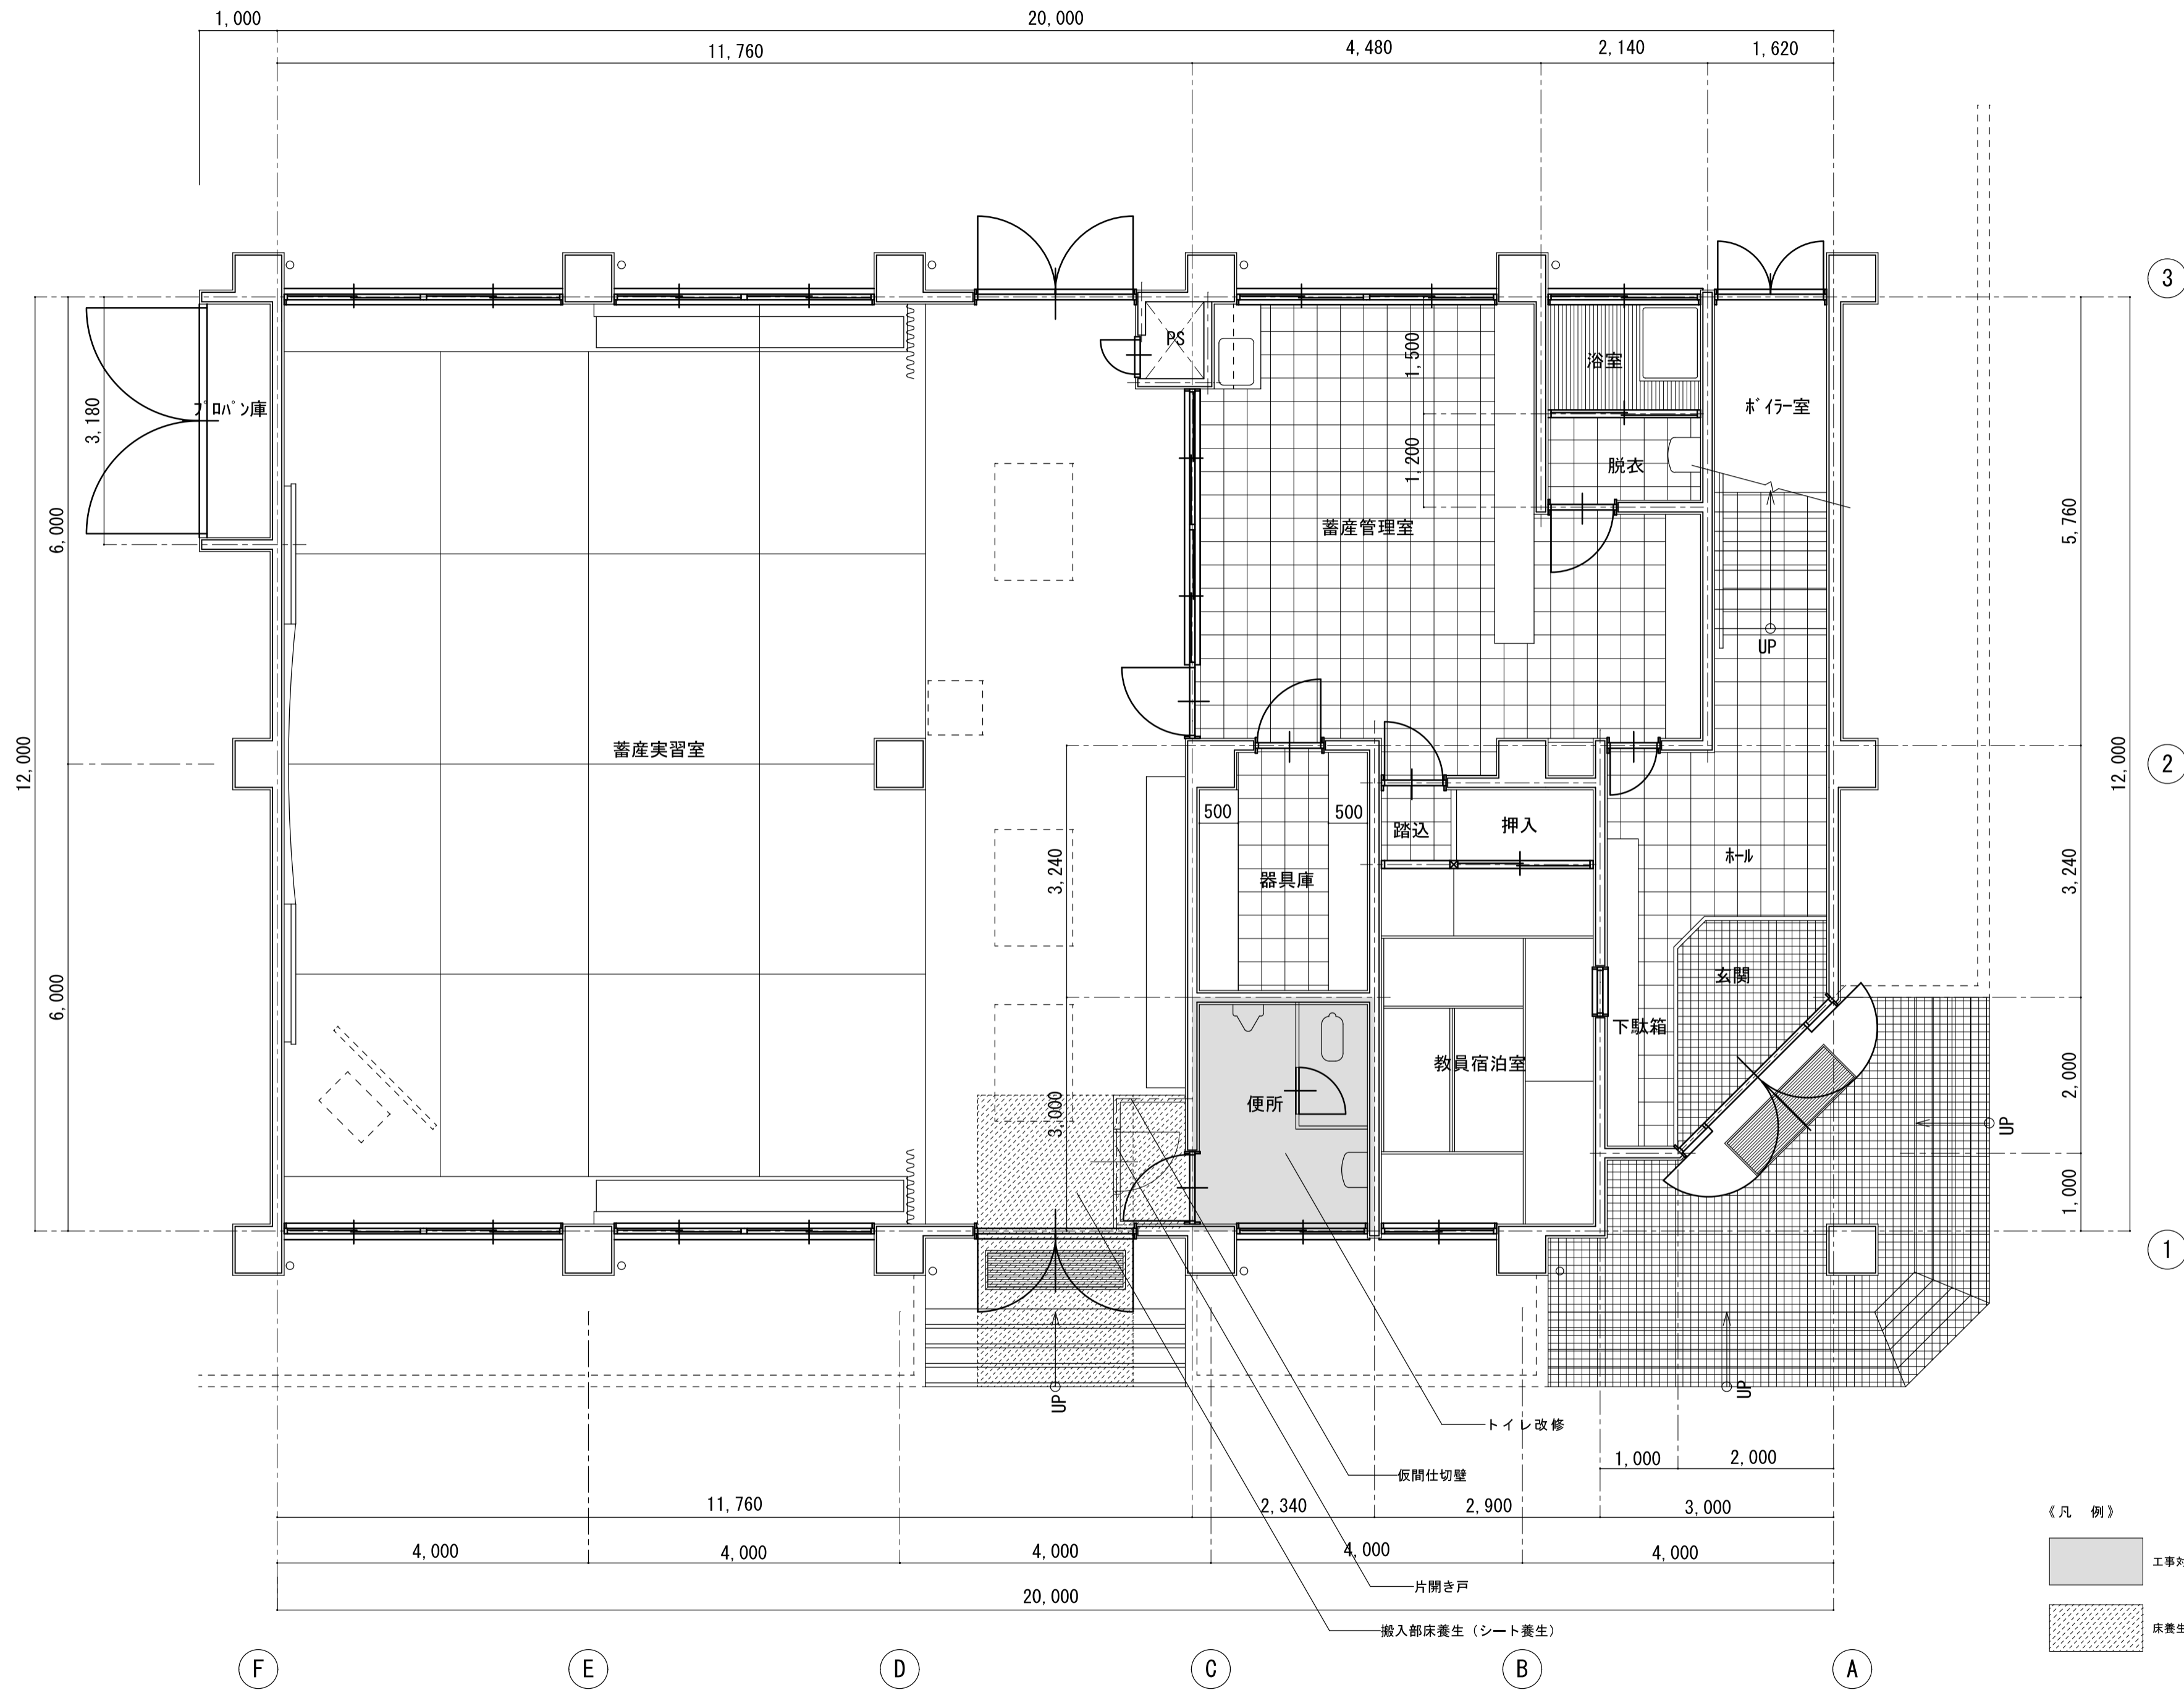 1,000
20,000
11,760
4,480
2,140
1,620
3
PS
1,500
浴室
ﾌﾟﾛﾊﾟﾝ庫
3,180
ﾎﾞｲﾗｰ室
1,200
脱衣
6,000
蓄産管理室
5,760
UP
蓄産実習室
12,000
2
12,000
500
500
踏込
押入
3,240
器具庫
ﾎｰﾙ
3,240
玄関
6,000
下駄箱
教員宿泊室
2,000
便所
3,000
UP
1,000
1
UP
UP
トイレ改修
1,000
2,000
仮間仕切壁
11,760
2,340
2,900
3,000
《凡 例》
4,000
4,000
4,000
4,000
4,000
工事対
片開き戸
20,000
搬入部床養生（シート養生）
床養生
F
E
D
C
B
A